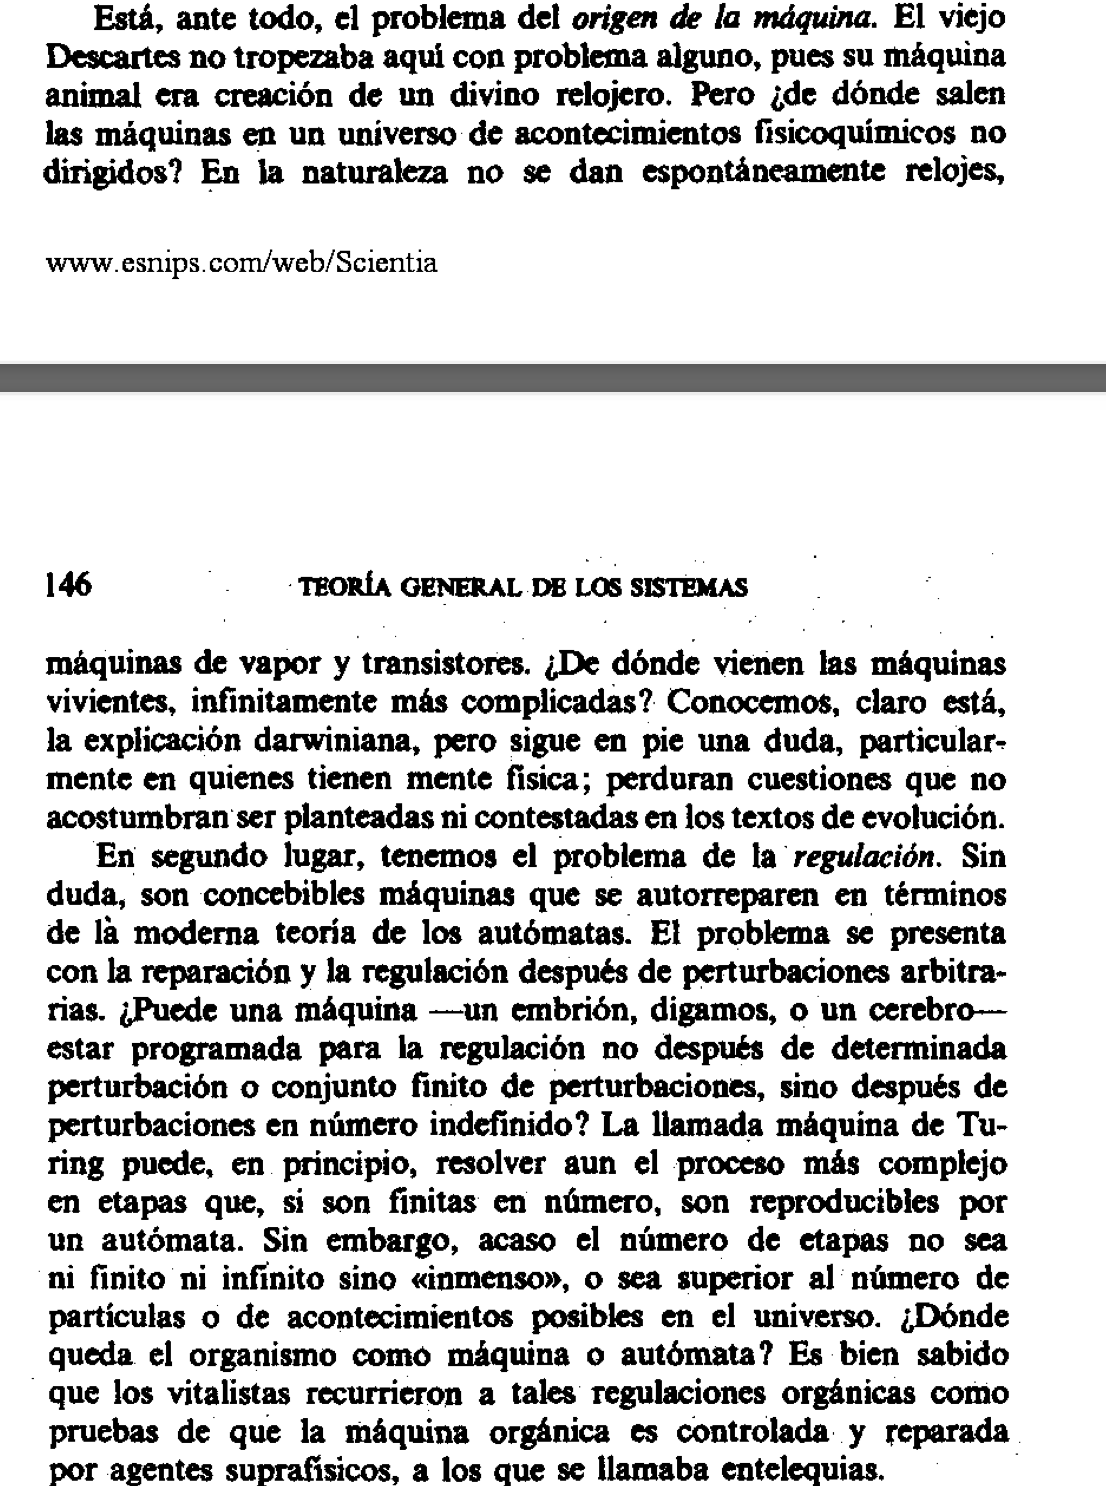 Está, ante todo, el problema del origen de la máquina. El viejo
Descartes no tropezaba aquí con problema alguno, pues su máquina
animal era creación de un divino relojero. Pero ¿de dónde salen
las máquinas en un universo de acontecimientos fisicoquímicos no
dirigidos? En la naturaleza no se dan espontáneamente relojes,
www.esnips.com/web/Scientia
146 TEORÍA GENERAL DE LOS SISTEMAS
máquinas de vapor y transistores. ¿De dónde vienen las máquinas
vivientes, infinitamente más complicadas? Conocemos, claro está,
la explicación darwiniana, pero sigue en pie una duda, particular-
mente en quienes tienen mente física; perduran cuestiones que no
acostumbran ser planteadas ni contestadas en los textos de evolución.
En segundo lugar, tenemos el problema de la regulación. Sin
duda, son concebibles máquinas que se autorreparen en términos
de la moderna teoría de los autómatas. El problema se presenta
con la reparación y la regulación después de perturbaciones arbitra-
rias. ¿Puede una máquina —un embrión, digamos, o un cerebro—
estar programada para la regulación no después de determinada
perturbación o conjunto finito de perturbaciones, sino después de
perturbaciones en número indefinido? La llamada máquina de Tu-
ring puede, en principio, resolver aun el proceso más complejo
en etapas que, si son finitas en número, son reproducibles por
un autómata. Sin embargo, acaso el número de etapas no sea
ni finito ni infinito sino «inmenso», o sea superior al número de
partículas o de acontecimientos posibles en el universo. ¿Dónde
queda el organismo como máquina o autómata? Es bien sabido
que los vitalistas recurrieron a tales regulaciones orgánicas como
pruebas de que la máquina orgánica es controlada y reparada
por agentes suprafísicos, a los que se llamaba entelequias.